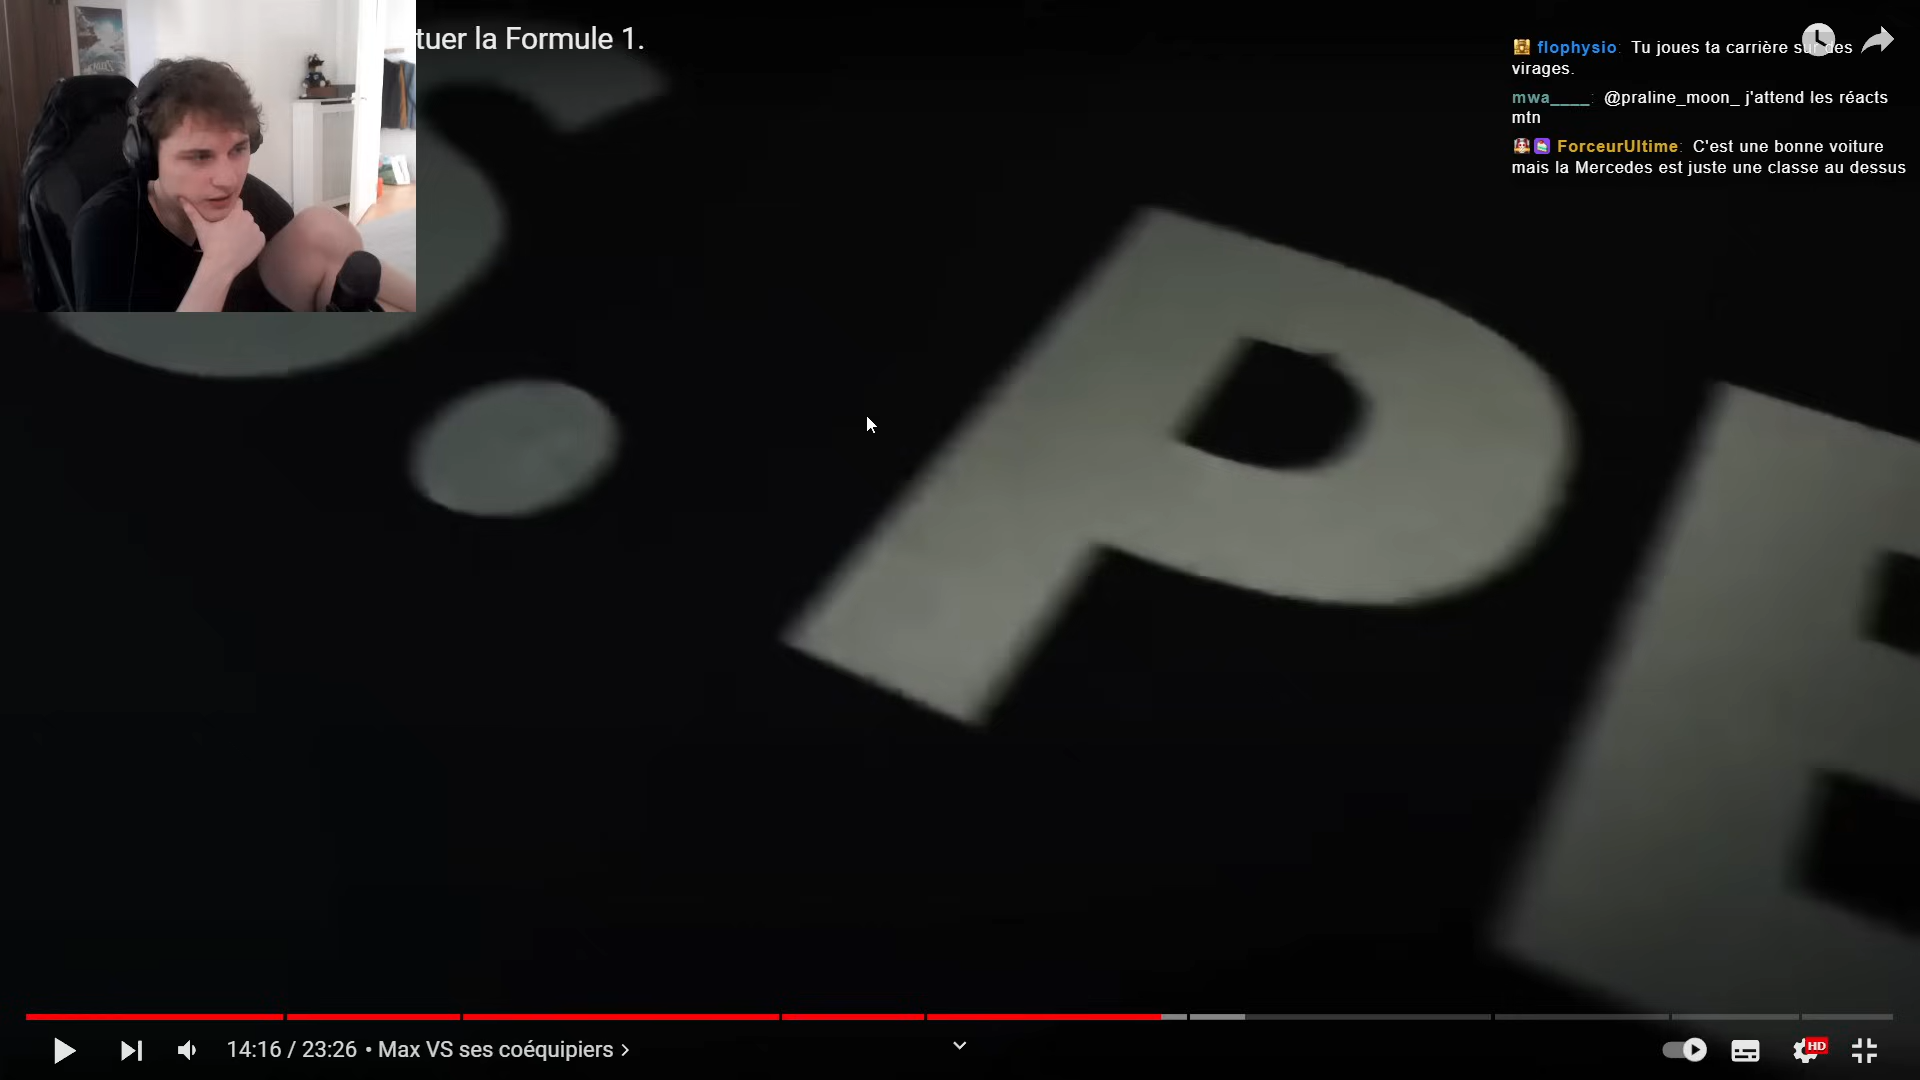 tuer la Formule 1.
flophysio: Tu joues ta carrière sur des
virages.
mwa____: @praline_moon_ j'attend les réacts
mtn
ForceurUltime: C'est une bonne voiture
mais la Mercedes est juste une classe au dessus
S. PE
14:16 / 23:26 • Max VS ses coéquipiers >
HD